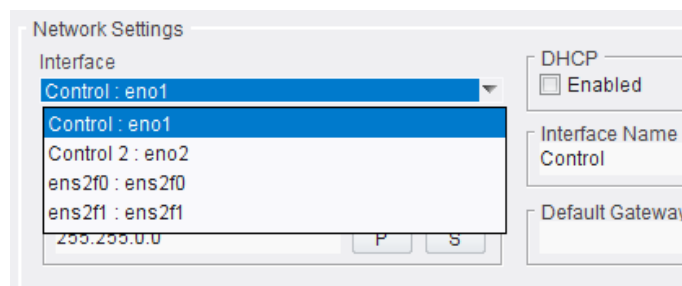 Network Settings
Interface
Control : eno1
Control : eno1
Control 2 : eno2
ens2f0 : ens2f0
ens2f1 : ens2f1
255.255.0.0
P
S
DHCP
Enabled
Interface Name
Control
Default Gateway